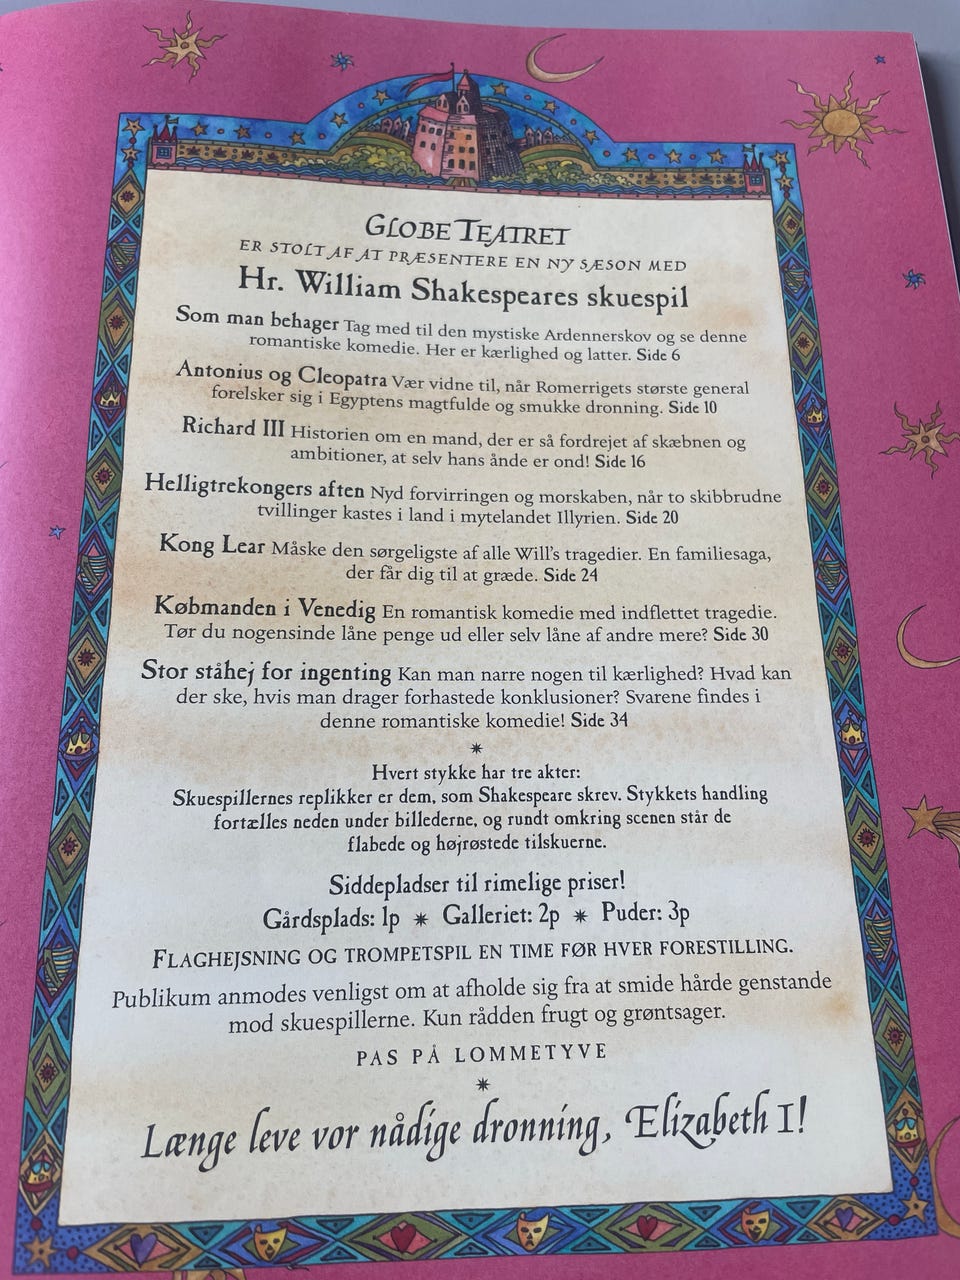 Globe Teatret
er stolt af at præsentere en ny sæson med
Hr. William Shakespeares skuespil
Som man behager Tag med til den mystiske Ardennerskov og se denne
romantiske komedie. Her er kærlighed og latter. Side 6
Antonius og Cleopatra Vær vidne til, når Romerrigets største general
forelsker sig i Egyptens magtfulde og smukke dronning. Side 10
Richard III Historien om en mand, der er så fordrejet af skæbnen og
ambitioner, at selv hans ånde er ond! Side 16
Helligtrekongers aften Nyd forvirringen og morskaben, når to skibbrudne
tvillinger kastes i land i mytelandet Illyrien. Side 20
Kong Lear Måske den sørgeligste af alle Will's tragedier. En familiesaga,
der får dig til at græde. Side 24
Købmanden i Venedig En romantisk komedie med indflettet tragedie.
Tør du nogensinde låne penge ud eller selv låne af andre mere? Side 30
Stor ståhej for ingenting Kan man narre nogen til kærlighed? Hvad kan
der ske, hvis man drager forhastede konklusioner? Svarene findes i
denne romantiske komedie! Side 34
Hvert stykke har tre akter:
Skuespillernes replikker er dem, som Shakespeare skrev. Stykkets handling
fortælles neden under billederne, og rundt omkring scenen står de
flabede og højrøstede tilskuerne.
Siddepladser til rimelige priser!
Gårdsplads: 1p * Galleriet: 2p * Puder: 3p
Flaghejsning og trompetspil en time før hver forestilling.
Publikum anmodes venligst om at afholde sig fra at smide hårde genstande
mod skuespillerne. Kun rådden frugt og grøntsager.
PAS PÅ LOMMETYVE
Længe leve vor nådige dronning, Elizabeth I!